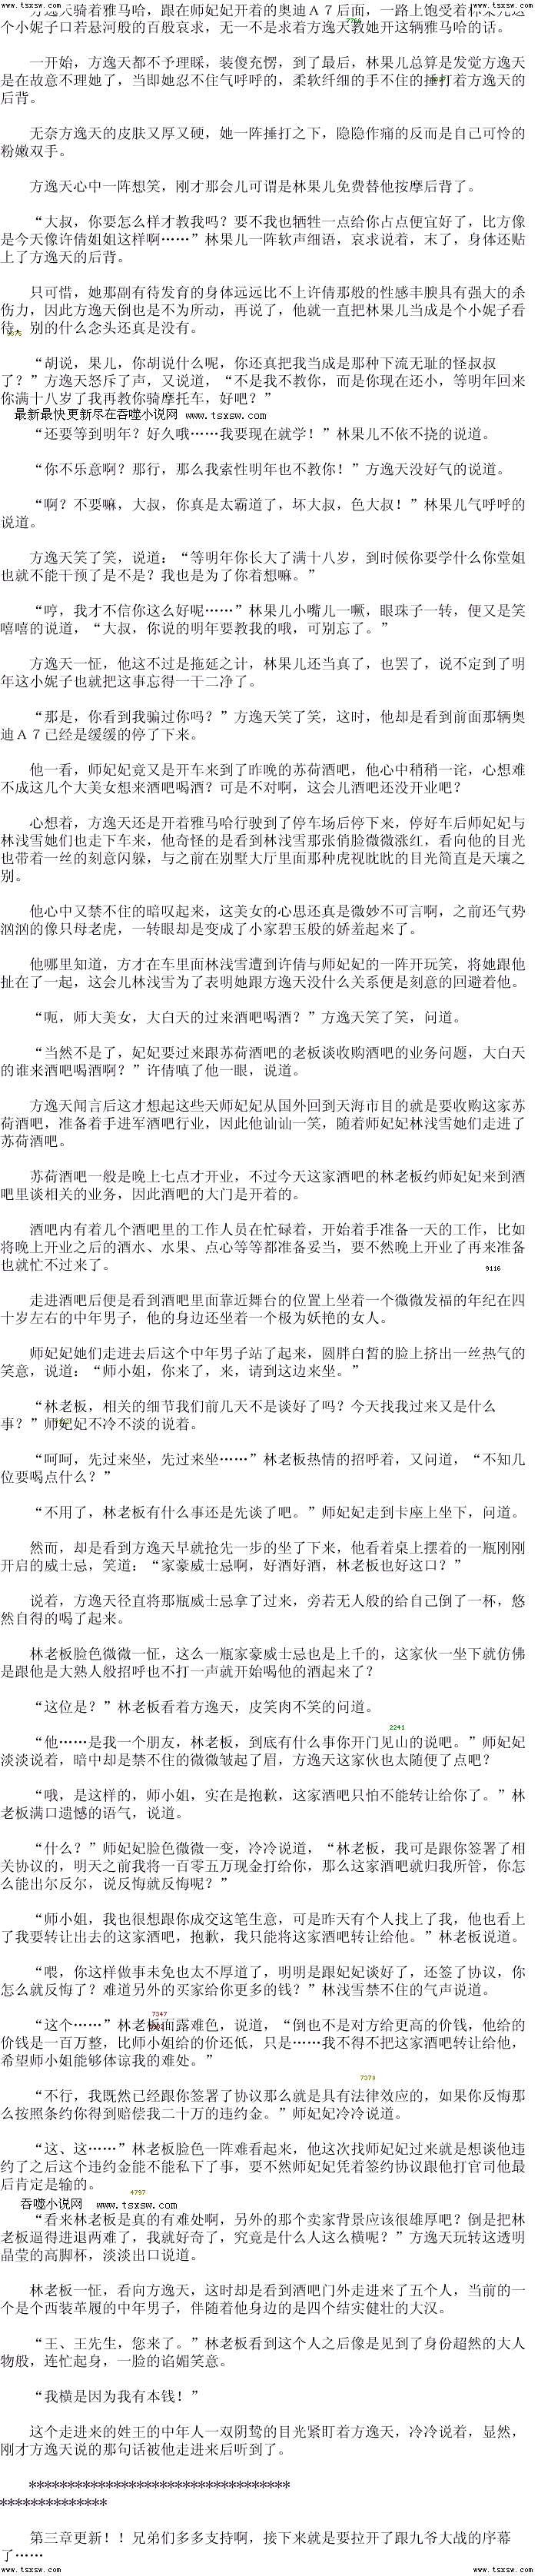 www.tsxsw.com www.tsxsw.com
方逸天骑着雅马哈，跟在师妃妃开着的奥迪Ａ７后面，一路上饱受着林果儿这
个小妮子口若悬河般的百般哀求，无一不是求着方逸天教她开这辆雅马哈的话。
一开始，方逸天都不予理睬，装傻充愣，到了最后，林果儿总算是发觉方逸天
是在故意不理她了，当即她忍不住气呼呼的，柔软纤细的手不住的捶打着方逸天的
后背。
无奈方逸天的皮肤又厚又硬，她一阵捶打之下，隐隐作痛的反而是自己可怜的
粉嫩双手。
方逸天心中一阵想笑，刚才那会儿可谓是林果儿免费替他按摩后背了。
“大叔，你要怎么样才教我吗？要不我也牺牲一点给你占点便宜好了，比方像
是今天像许倩姐姐这样啊……”林果儿一阵软声细语，哀求说着，末了，身体还贴
上了方逸天的后背。
只可惜，她那副有待发育的身体远远比不上许倩那般的性感丰腴具有强大的杀
伤力，因此方逸天倒也是不为所动，再说了，他就一直把林果儿当成是个小妮子看
待，别的什么念头还真是没有。
“胡说，果儿，你胡说什么呢，你还真把我当成是那种下流无耻的怪叔叔
了？”方逸天怒斥了声，又说道，“不是我不教你，而是你现在还小，等明年回来
你满十八岁了我再教你骑摩托车，好吧？”
最新最快更新尽在吞噬小说网 www.tsxsw.com
“还要等到明年？好久哦……我要现在就学！”林果儿不依不挠的说道。
“你不乐意啊？那行，那么我索性明年也不教你！”方逸天没好气的说道。
“啊？不要嘛，大叔，你真是太霸道了，坏大叔，色大叔！”林果儿气呼呼的
说道。
方逸天笑了笑，说道：“等明年你长大了满十八岁，到时候你要学什么你堂姐
也就不能干预了是不是？我也是为了你着想嘛。”
“哼，我才不信你这么好呢……”林果儿小嘴儿一噘，眼珠子一转，便又是笑
嘻嘻的说道，“大叔，你说的明年要教我的哦，可别忘了。”
方逸天一怔，他这不过是拖延之计，林果儿还当真了，也罢了，说不定到了明
年这小妮子也就把这事忘得一干二净了。
“那是，你看到我骗过你吗？”方逸天笑了笑，这时，他却是看到前面那辆奥
迪Ａ７已经是缓缓的停了下来。
他一看，师妃妃竟又是开车来到了昨晚的苏荷酒吧，他心中稍稍一诧，心想难
不成这几个大美女想来酒吧喝酒？可是不对啊，这会儿酒吧还没开业吧？
心想着，方逸天还是开着雅马哈行驶到了停车场后停下来，停好车后师妃妃与
林浅雪她们也走下车来，他奇怪的是看到林浅雪那张俏脸微微涨红，看向他的目光
也带着一丝的刻意闪躲，与之前在别墅大厅里面那种虎视眈眈的目光简直是天壤之
别。
他心中又禁不住的暗叹起来，这美女的心思还真是微妙不可言啊，之前还气势
汹汹的像只母老虎，一转眼却是变成了小家碧玉般的娇羞起来了。
他哪里知道，方才在车里面林浅雪遭到许倩与师妃妃的一阵开玩笑，将她跟他
扯在了一起，这会儿林浅雪为了表明她跟方逸天没什么关系便是刻意的回避着他。
“呃，师大美女，大白天的过来酒吧喝酒？”方逸天笑了笑，问道。
“当然不是了，妃妃要过来跟苏荷酒吧的老板谈收购酒吧的业务问题，大白天
的谁来酒吧喝酒啊？”许倩嗔了他一眼，说道。
方逸天闻言后这才想起这些天师妃妃从国外回到天海市目的就是要收购这家苏
荷酒吧，准备着手进军酒吧行业，因此他讪讪一笑，随着师妃妃林浅雪她们走进了
苏荷酒吧。
苏荷酒吧一般是晚上七点才开业，不过今天这家酒吧的林老板约师妃妃来到酒
吧里谈相关的业务，因此酒吧的大门是开着的。
酒吧内有着几个酒吧里的工作人员在忙碌着，开始着手准备一天的工作，比如
将晚上开业之后的酒水、水果、点心等等都准备妥当，要不然晚上开业了再来准备
也就忙不过来了。
9116
走进酒吧后便是看到酒吧里面靠近舞台的位置上坐着一个微微发福的年纪在四
十岁左右的中年男子，他的身边还坐着一个极为妖艳的女人。
师妃妃她们走进去后这个中年男子站了起来，圆胖白皙的脸上挤出一丝热气的
笑意，说道：“师小姐，你来了，来，请到这边来坐。”
“林老板，相关的细节我们前几天不是谈好了吗？今天找我过来又是什么
事？”师妃妃不冷不淡的说着。
“呵呵，先过来坐，先过来坐……”林老板热情的招呼着，又问道，“不知几
位要喝点什么？”
“不用了，林老板有什么事还是先谈了吧。”师妃妃走到卡座上坐下，问道。
然而，却是看到方逸天早就抢先一步的坐了下来，他看着桌上摆着的一瓶刚刚
开启的威士忌，笑道：“家豪威士忌啊，好酒好酒，林老板也好这口？”
说着，方逸天径直将那瓶威士忌拿了过来，旁若无人般的给自己倒了一杯，悠
然自得的喝了起来。
林老板脸色微微一怔，这么一瓶家豪威士忌也是上千的，这家伙一坐下就仿佛
是跟他是大熟人般招呼也不打一声就开始喝他的酒起来了？
“这位是？”林老板看着方逸天，皮笑肉不笑的问道。
2241
“他……是我一个朋友，林老板，到底有什么事你开门见山的说吧。”师妃妃
淡淡说着，暗中却是禁不住的微微皱起了眉，方逸天这家伙也太随便了点吧？
“哦，是这样的，师小姐，实在是抱歉，这家酒吧只怕不能转让给你了。”林
老板满口遗憾的语气，说道。
“什么？”师妃妃脸色微微一变，冷冷说道，“林老板，我可是跟你签署了相
关协议的，明天之前我将一百零五万现金打给你，那么这家酒吧就归我所管，你怎
么能出尔反尔，说反悔就反悔呢？”
“师小姐，我也很想跟你成交这笔生意，可是昨天有个人找上了我，他也看上
了我要转让出去的这家酒吧，抱歉，我只能将这家酒吧转让给他。”林老板说道。
“喂，你这样做事未免也太不厚道了，明明是跟妃妃谈好了，还签了协议，你
怎么就反悔了？难道另外的买家给你更多的钱？”林浅雪禁不住的气声说道。
7347
“这个……”林老板面露难色，说道，“倒也不是对方给更高的价钱，他给的
价钱是一百万整，比师小姐的给价还低，只是……我不得不把这家酒吧转让给他，
希望师小姐能够体谅我的难处。”
7370
“不行，我既然已经跟你签署了协议那么就是具有法律效应的，如果你反悔那
么按照条约你得到赔偿我二十万的违约金。”师妃妃冷冷说道。
“这、这……”林老板脸色一阵难看起来，他这次找师妃妃过来就是想谈他违
约了之后这个违约金能不能私下了事，要不然师妃妃凭着签约协议跟他打官司他最
后肯定是输的。
4797
吞噬小说网 www.tsxsw.com
“看来林老板是真的有难处啊，另外的那个卖家背景应该很雄厚吧？倒是把林
老板逼得进退两难了，我就好奇了，究竟是什么人这么横呢？”方逸天玩转这透明
晶莹的高脚杯，淡淡出口说道。
林老板一怔，看向方逸天，这时却是看到酒吧门外走进来了五个人，当前的一
个是个西装革履的中年男子，伴随着他身边的是四个结实健壮的大汉。
“王、王先生，您来了。”林老板看到这个人之后像是见到了身份超然的大人
物般，连忙起身，一脸的谄媚笑意。
“我横是因为我有本钱！”
这个走进来的姓王的中年人一双阴鸷的目光紧盯着方逸天，冷冷说着，显然，
刚才方逸天说的那句话被他走进来后听到了。
**********************************
**************
第三章更新！！兄弟们多多支持啊，接下来就是要拉开了跟九爷大战的序幕
了……
www.tsxsw.com www.tsxsw.com